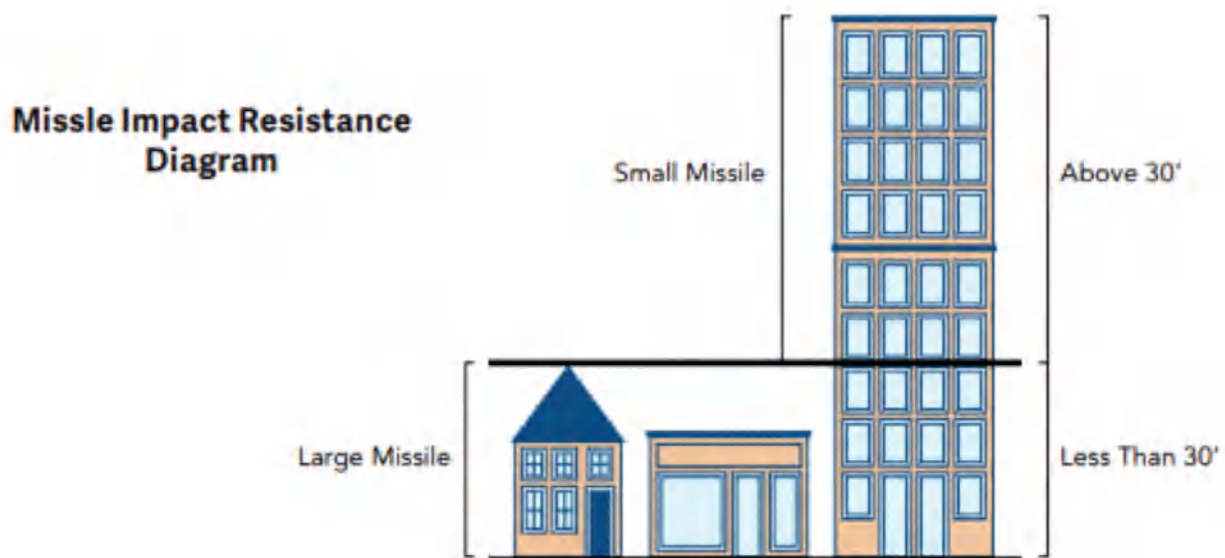 Missle Impact Resistance
Diagram
Small Missile
Above 30'
Large Missile
Less Than 30'